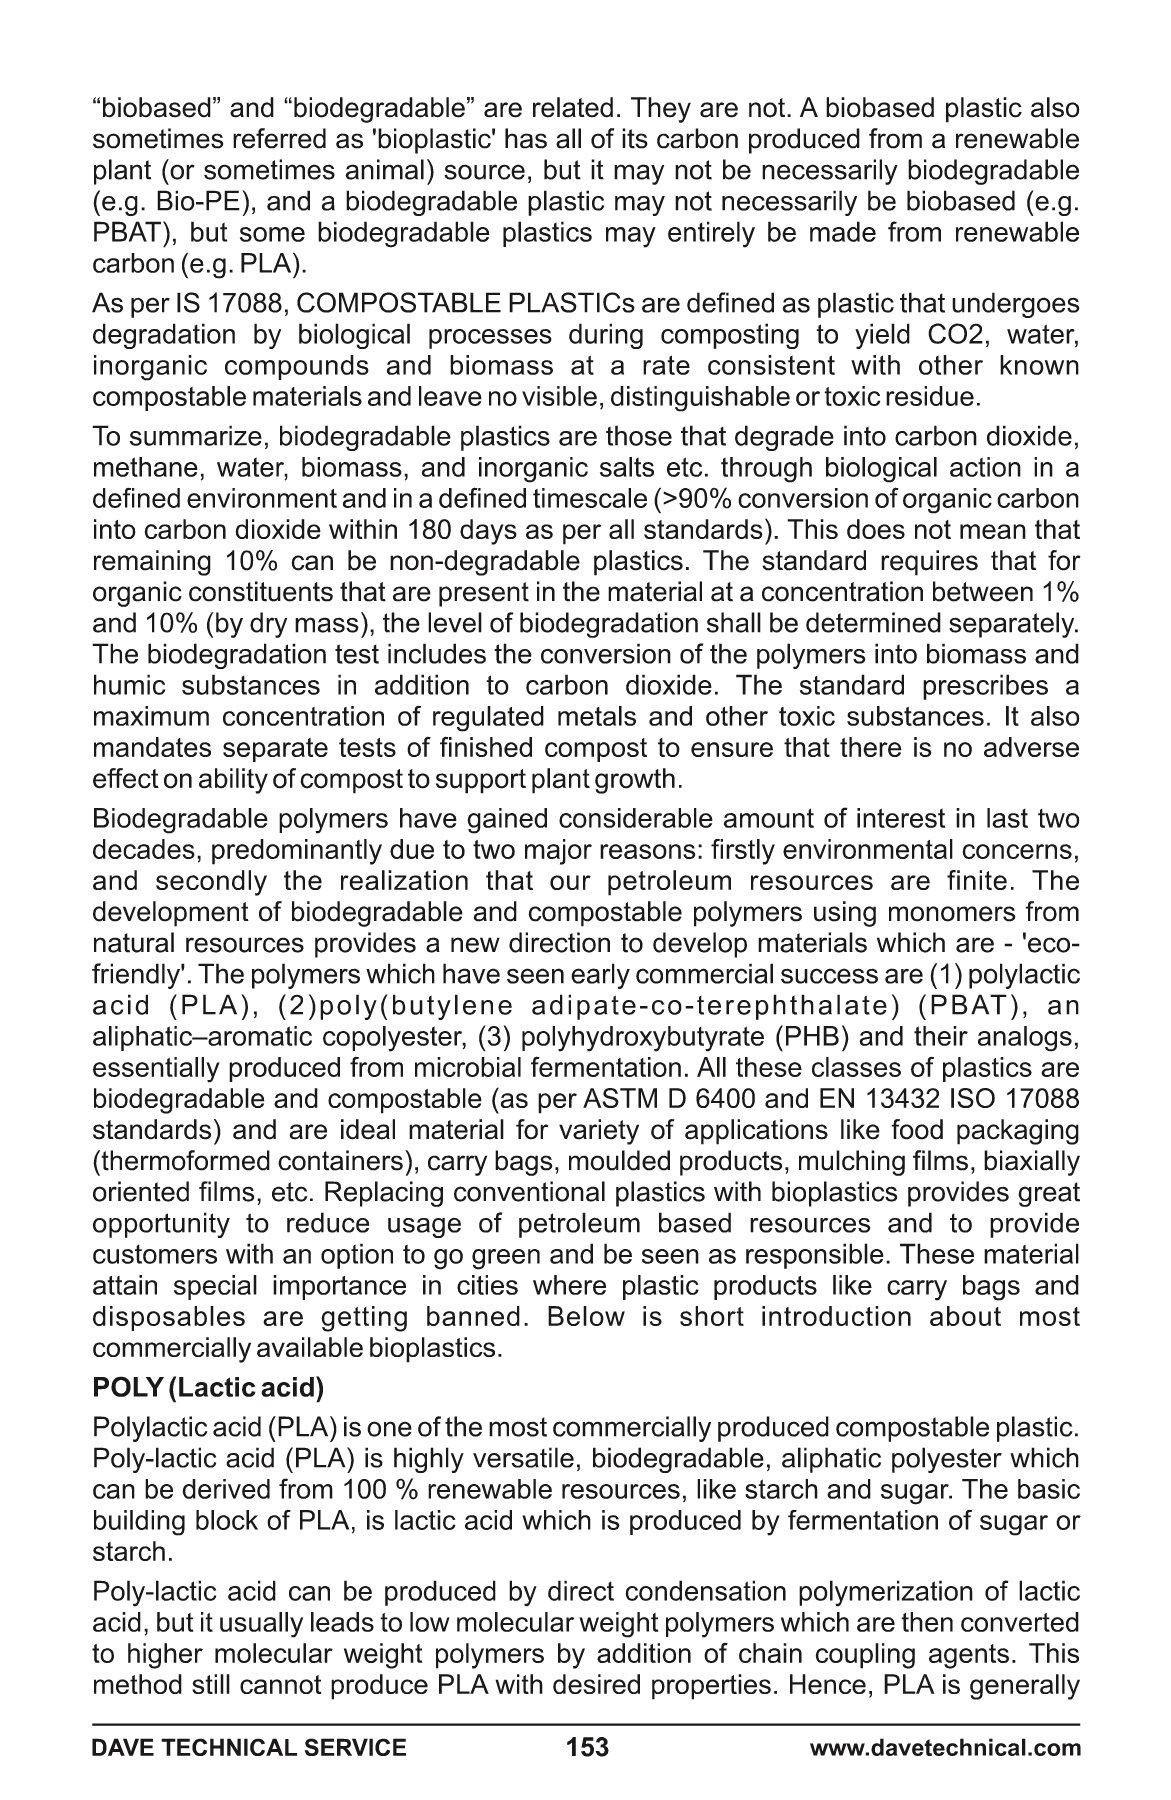 “biobased” and “biodegradable” are related. They are not. A biobased plastic also
sometimes referred as 'bioplastic' has all of its carbon produced from a renewable
plant (or sometimes animal) source, but it may not be necessarily biodegradable
(e.g. Bio-PE), and a biodegradable plastic may not necessarily be biobased (e.g.
PBAT), but some biodegradable plastics may entirely be made from renewable
carbon (e.g. PLA).
As per IS 17088, COMPOSTABLE PLASTICs are defined as plastic that undergoes
degradation by biological processes during composting to yield CO2, water,
inorganic compounds and biomass at a rate consistent with other known
compostable materials and leave no visible, distinguishable or toxic residue.
To summarize, biodegradable plastics are those that degrade into carbon dioxide,
methane, water, biomass, and inorganic salts etc. through biological action in a
defined environment and in a defined timescale (>90% conversion of organic carbon
into carbon dioxide within 180 days as per all standards). This does not mean that
remaining 10% can be non-degradable plastics. The standard requires that for
organic constituents that are present in the material at a concentration between 1%
and 10% (by dry mass), the level of biodegradation shall be determined separately.
The biodegradation test includes the conversion of the polymers into biomass and
humic substances in addition to carbon dioxide. The standard prescribes a
maximum concentration of regulated metals and other toxic substances. It also
mandates separate tests of finished compost to ensure that there is no adverse
effect on ability of compost to support plant growth.
Biodegradable polymers have gained considerable amount of interest in last two
decades, predominantly due to two major reasons: firstly environmental concerns,
and secondly the realization that our petroleum resources are finite. The
development of biodegradable and compostable polymers using monomers from
natural resources provides a new direction to develop materials which are - 'eco-
friendly'. The polymers which have seen early commercial success are (1) polylactic
acid (PLA), (2)poly(butylene adipate-co-terephthalate) (PBAT), an
aliphatic–aromatic copolyester, (3) polyhydroxybutyrate (PHB) and their analogs,
essentially produced from microbial fermentation. All these classes of plastics are
biodegradable and compostable (as per ASTM D 6400 and EN 13432 ISO 17088
standards) and are ideal material for variety of applications like food packaging
(thermoformed containers), carry bags, moulded products, mulching films, biaxially
oriented films, etc. Replacing conventional plastics with bioplastics provides great
opportunity to reduce usage of petroleum based resources and to provide
customers with an option to go green and be seen as responsible. These material
attain special importance in cities where plastic products like carry bags and
disposables are getting banned. Below is short introduction about most
commercially available bioplastics.
POLY (Lactic acid)
Polylactic acid (PLA) is one of the most commercially produced compostable plastic.
Poly-lactic acid (PLA) is highly versatile, biodegradable, aliphatic polyester which
can be derived from 100 % renewable resources, like starch and sugar. The basic
building block of PLA, is lactic acid which is produced by fermentation of sugar or
starch.
Poly-lactic acid can be produced by direct condensation polymerization of lactic
acid, but it usually leads to low molecular weight polymers which are then converted
to higher molecular weight polymers by addition of chain coupling agents. This
method still cannot produce PLA with desired properties. Hence, PLA is generally
DAVE TECHNICAL SERVICE 153 www.davetechnical.com